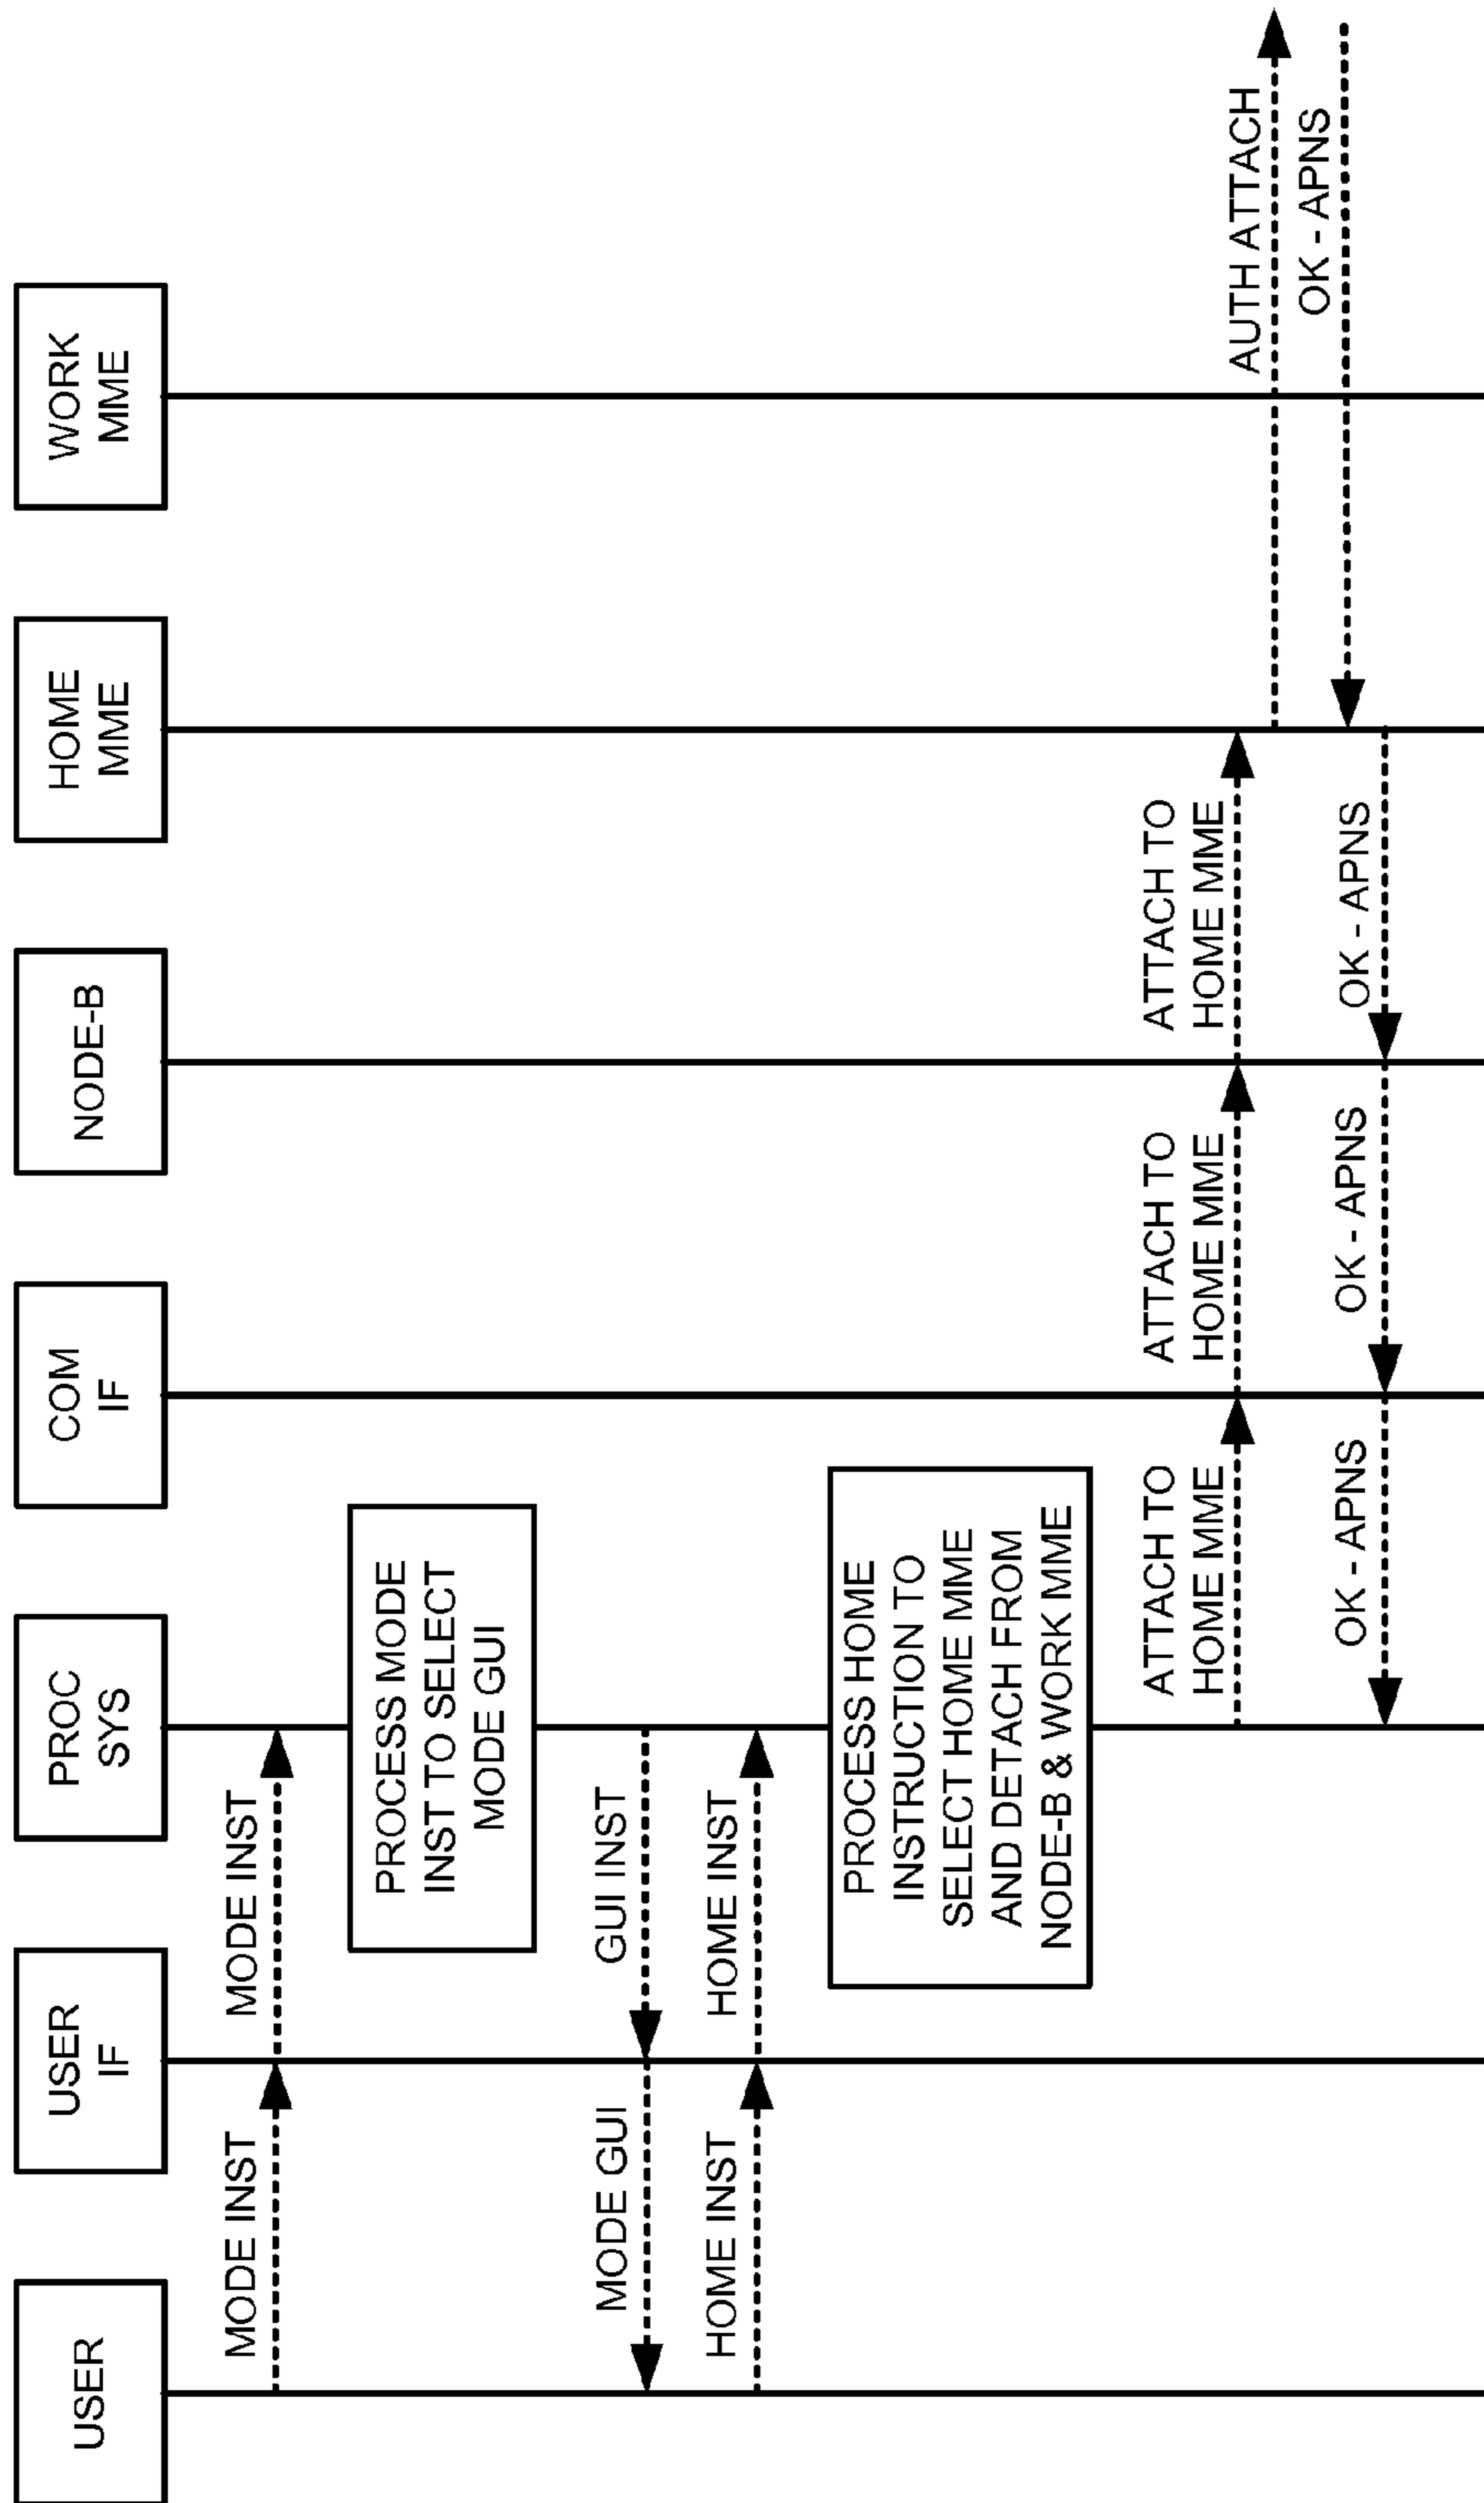 USER
USER
IF
PROC
SYS
COM
IF
NODE-B
HOME
MME
WORK
MME
MODE INST
MODE INST
PROCESS MODE
INST TO SELECT
MODE GUI
MODE GUI
GUI INST
HOME INST
HOME INST
PROCESS HOME
INSTRUCTION TO
SELECT HOME MME
AND DETACH FROM
NODE-B & WORK MME
ATTACH TO
HOME MME
ATTACH TO
HOME MME
ATTACH TO
HOME MME
AUTH ATTACH
OK - APNS
OK - APNS
OK - APNS
OK - APNS